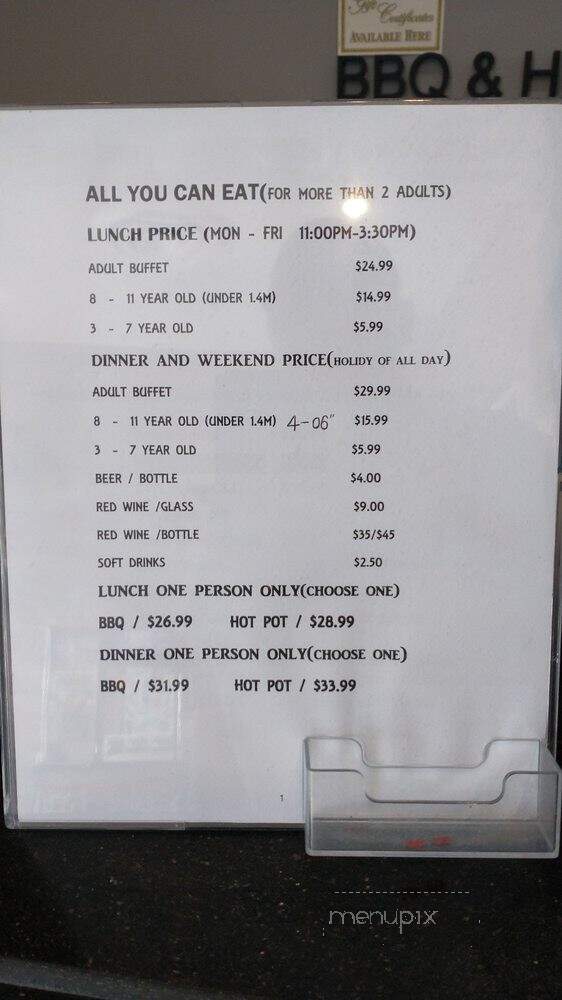 Gift
Certificates
AVAILABLE HERE
BBQ & H
ALL YOU CAN EAT(FOR MORE THAN 2 ADULTS)
LUNCH PRICE (MON - FRI 11:00PM-3:30PM)
ADULT BUFFET $24.99
8 - 11 YEAR OLD (UNDER 1.4M) $14.99
3 - 7 YEAR OLD $5.99
DINNER AND WEEKEND PRICE(HOLIDY OF ALL DAY)
ADULT BUFFET $29.99
8 - 11 YEAR OLD (UNDER 1.4M) 4-06" $15.99
3 - 7 YEAR OLD $5.99
BEER / BOTTLE $4.00
RED WINE /GLASS $9.00
RED WINE /BOTTLE $35/$45
SOFT DRINKS $2.50
LUNCH ONE PERSON ONLY(CHOOSE ONE)
BBQ / $26.99 HOT POT / $28.99
DINNER ONE PERSON ONLY(CHOOSE ONE)
BBQ / $31.99 HOT POT / $33.99
1
menupix